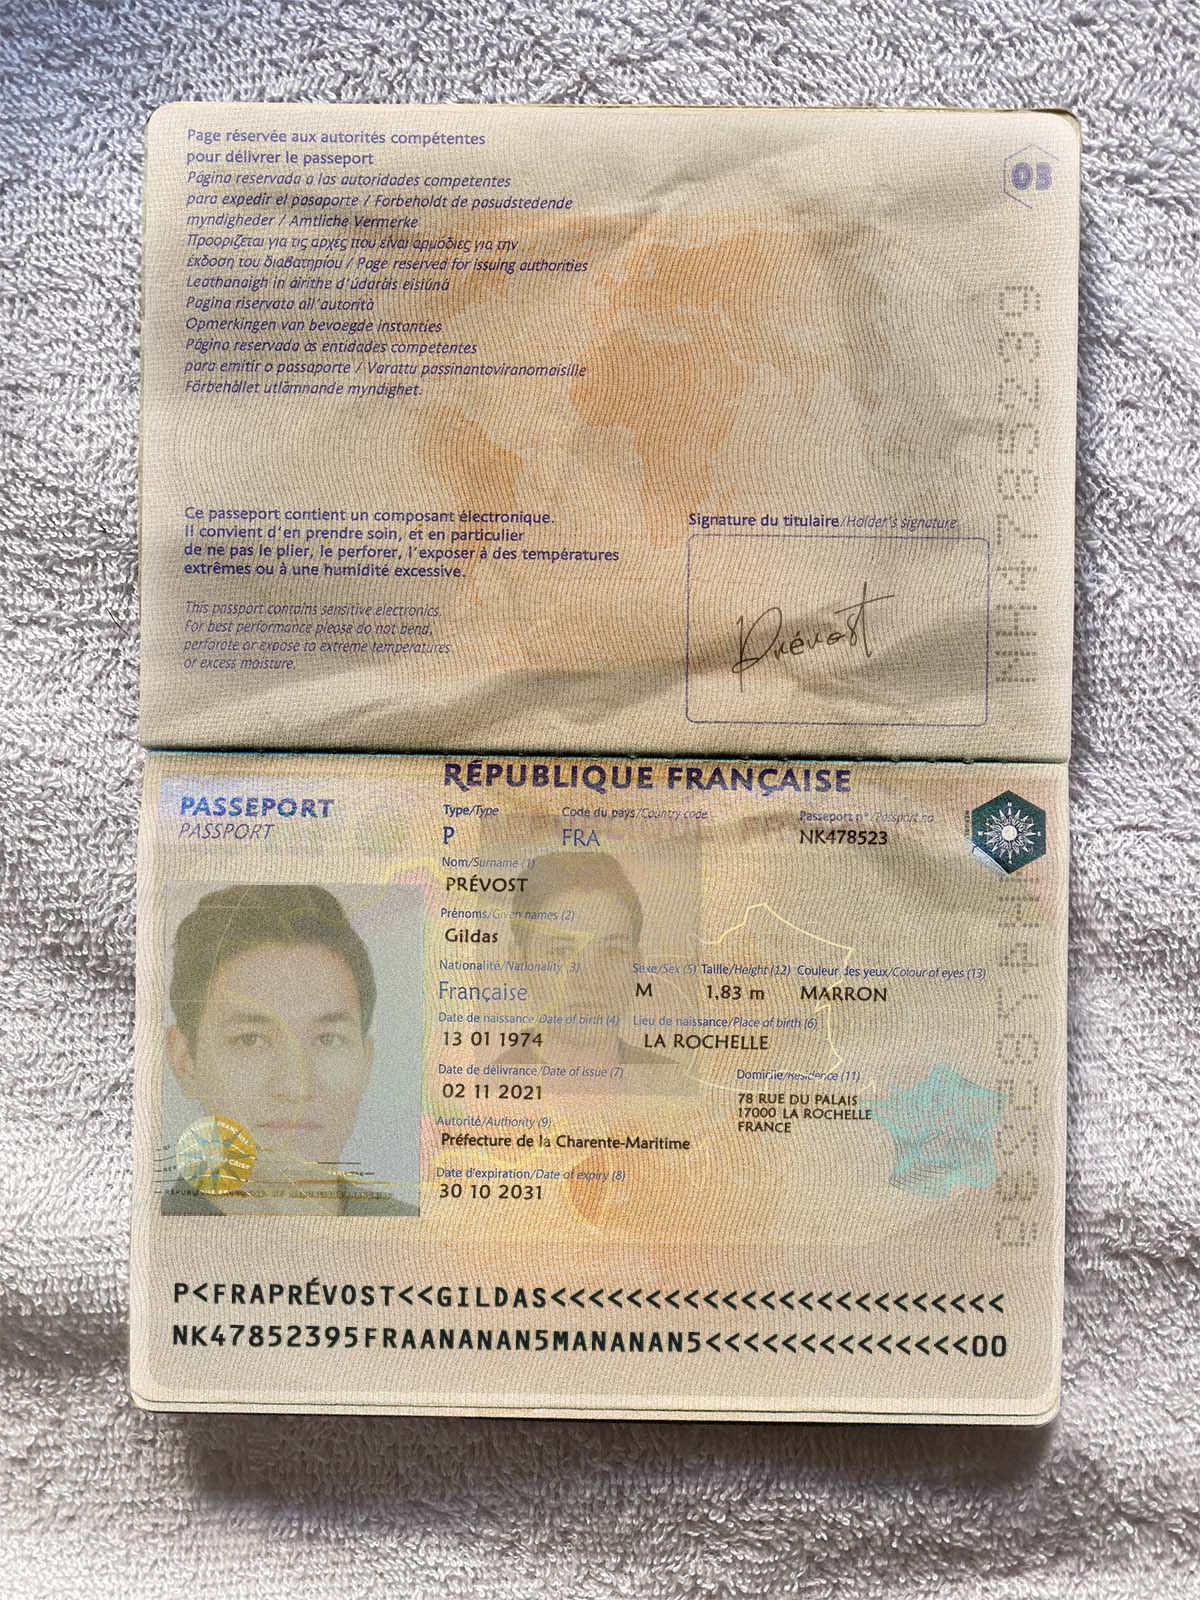 Page réservée aux autorités compétentes
pour délivrer le passeport
03
Pagina reservada a las autoridades competentes
para expedir el pasaporte / Forbeholdt de pasudstedende
myndigheder / Amtliche Vermerke
Προορίζεται για τις αρχές που είναι αρμόδιες για την
έκδοση του διαβατηρίου / Page reserved for issuing authorities
Leathanaigh in áirithe d'údaráis eisiúna
Pagina riservata all'autorità
Opmerkingen van bevoegde instanties
Página reservada às entidades competentes
para emitir o passaporte / Varattu passinantoviranomaisille
Förbehållet utlämnande myndighet.
Ce passeport contient un composant électronique.
Il convient d'en prendre soin, et en particulier
de ne pas le plier, le perforer, l'exposer à des températures
extrêmes ou à une humidité excessive.
This passport contains sensitive electronics.
For best performance please do not bend,
perforate or expose to extreme temperatures
or excess moisture.
Signature du titulaire/Holder's signature
Prévost
RÉPUBLIQUE FRANÇAISE
PASSEPORT
PASSPORT
Type/Type Code du pays/Country code Passeport n°/Passport no
P FRA NK478523
Nom/Surname (1)
PRÉVOST
Prénoms/Given names (2)
Gildas
Nationalité/Nationality (3) Sexe/Sex (5) Taille/Height (12) Couleur des yeux/Colour of eyes (13)
Française M 1,83 m MARRON
Date de naissance/Date of birth (4) Lieu de naissance/Place of birth (6)
13 01 1974 LA ROCHELLE
Date de délivrance/Date of issue (7) Domicile/Residence (11)
02 11 2021 78 RUE DU PALAIS
17000 LA ROCHELLE
FRANCE
Autorité/Authority (9)
Préfecture de la Charente-Maritime
Date d'expiration/Date of expiry (8)
30 10 2031
P<FRAPRÉVOST<<GILDAS<<<<<<<<<<<<<<<<<<<<<<<<
NK47852395FRAANANAN5MANANAN5<<<<<<<<<<<<<<00